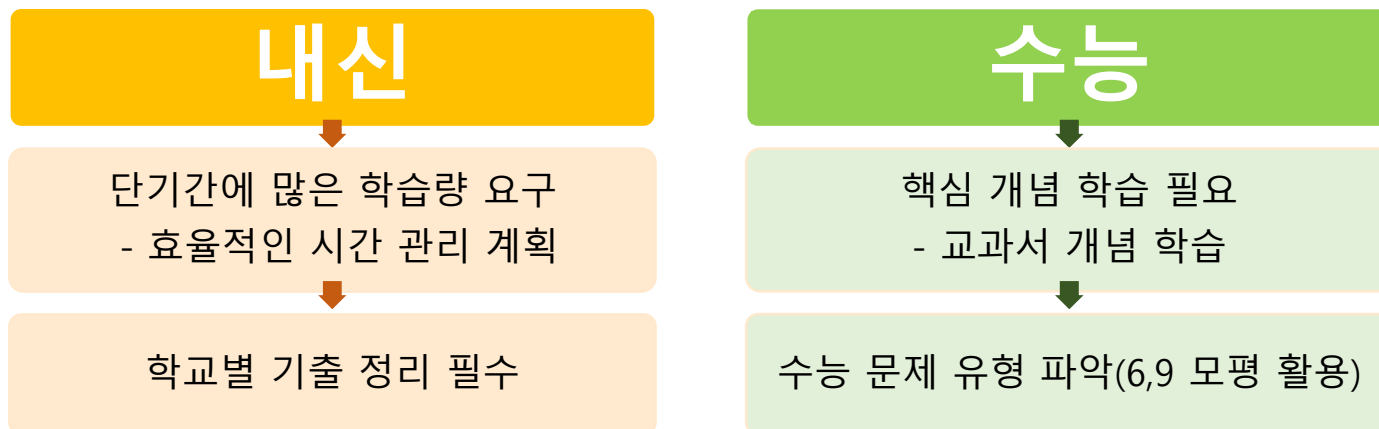 내신
단기간에 많은 학습량 요구
- 효율적인 시간 관리 계획
학교별 기출 정리 필수
수능
핵심 개념 학습 필요
- 교과서 개념 학습
수능 문제 유형 파악(6,9 모평 활용)